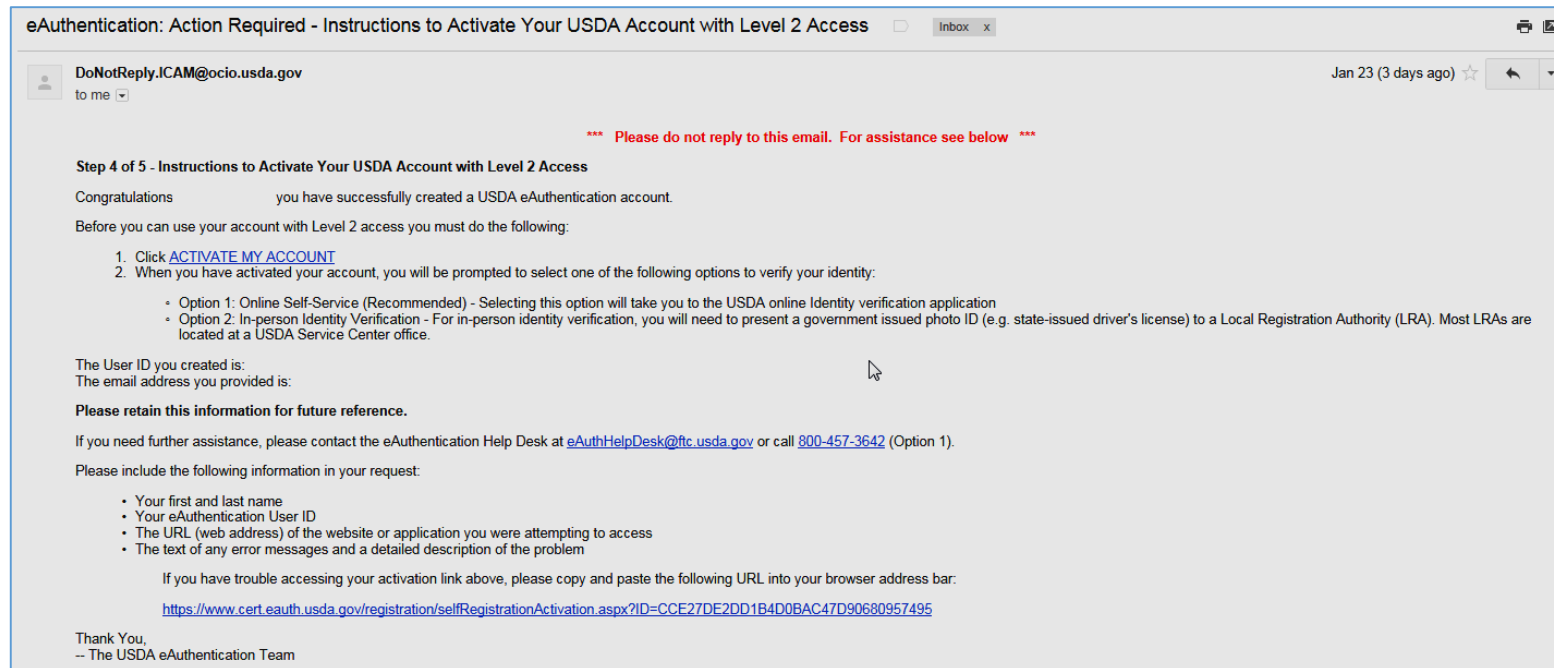 eAuthentication: Action Required - Instructions to Activate Your USDA Account with Level 2 Access Inbox x
DoNotReply.ICAM@ocio.usda.gov Jan 23 (3 days ago)
to me
*** Please do not reply to this email. For assistance see below ***
Step 4 of 5 - Instructions to Activate Your USDA Account with Level 2 Access
Congratulations you have successfully created a USDA eAuthentication account.
Before you can use your account with Level 2 access you must do the following:
1. Click ACTIVATE MY ACCOUNT
2. When you have activated your account, you will be prompted to select one of the following options to verify your identity:
◦ Option 1: Online Self-Service (Recommended) - Selecting this option will take you to the USDA online Identity verification application
◦ Option 2: In-person Identity Verification - For in-person identity verification, you will need to present a government issued photo ID (e.g. state-issued driver's license) to a Local Registration Authority (LRA). Most LRAs are
located at a USDA Service Center office.
The User ID you created is:
The email address you provided is:
Please retain this information for future reference.
If you need further assistance, please contact the eAuthentication Help Desk at eAuthHelpDesk@ftc.usda.gov or call 800-457-3642 (Option 1).
Please include the following information in your request:
• Your first and last name
• Your eAuthentication User ID
• The URL (web address) of the website or application you were attempting to access
• The text of any error messages and a detailed description of the problem
If you have trouble accessing your activation link above, please copy and paste the following URL into your browser address bar:
https://www.cert.eauth.usda.gov/registration/selfRegistrationActivation.aspx?ID=CCE27DE2DD1B4D0BAC47D90680957495
Thank You,
-- The USDA eAuthentication Team